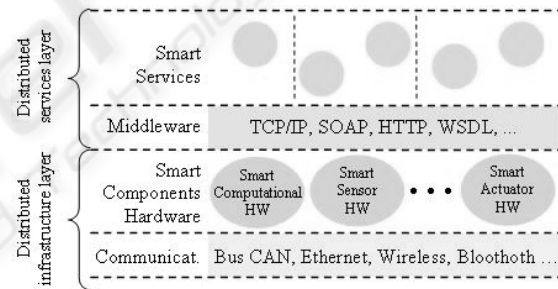 Distributed
services layer
Smart
Services
Middleware
TCP/IP, SOAP, HTTP, WSDL, ...
Distributed
infrastructure layer
Smart
Components
Hardware
Smart
Computational
HW
Smart
Sensor
HW
Smart
Actuator
HW
Communicat.
Bus CAN, Ethernet, Wireless, Bloothoth ...